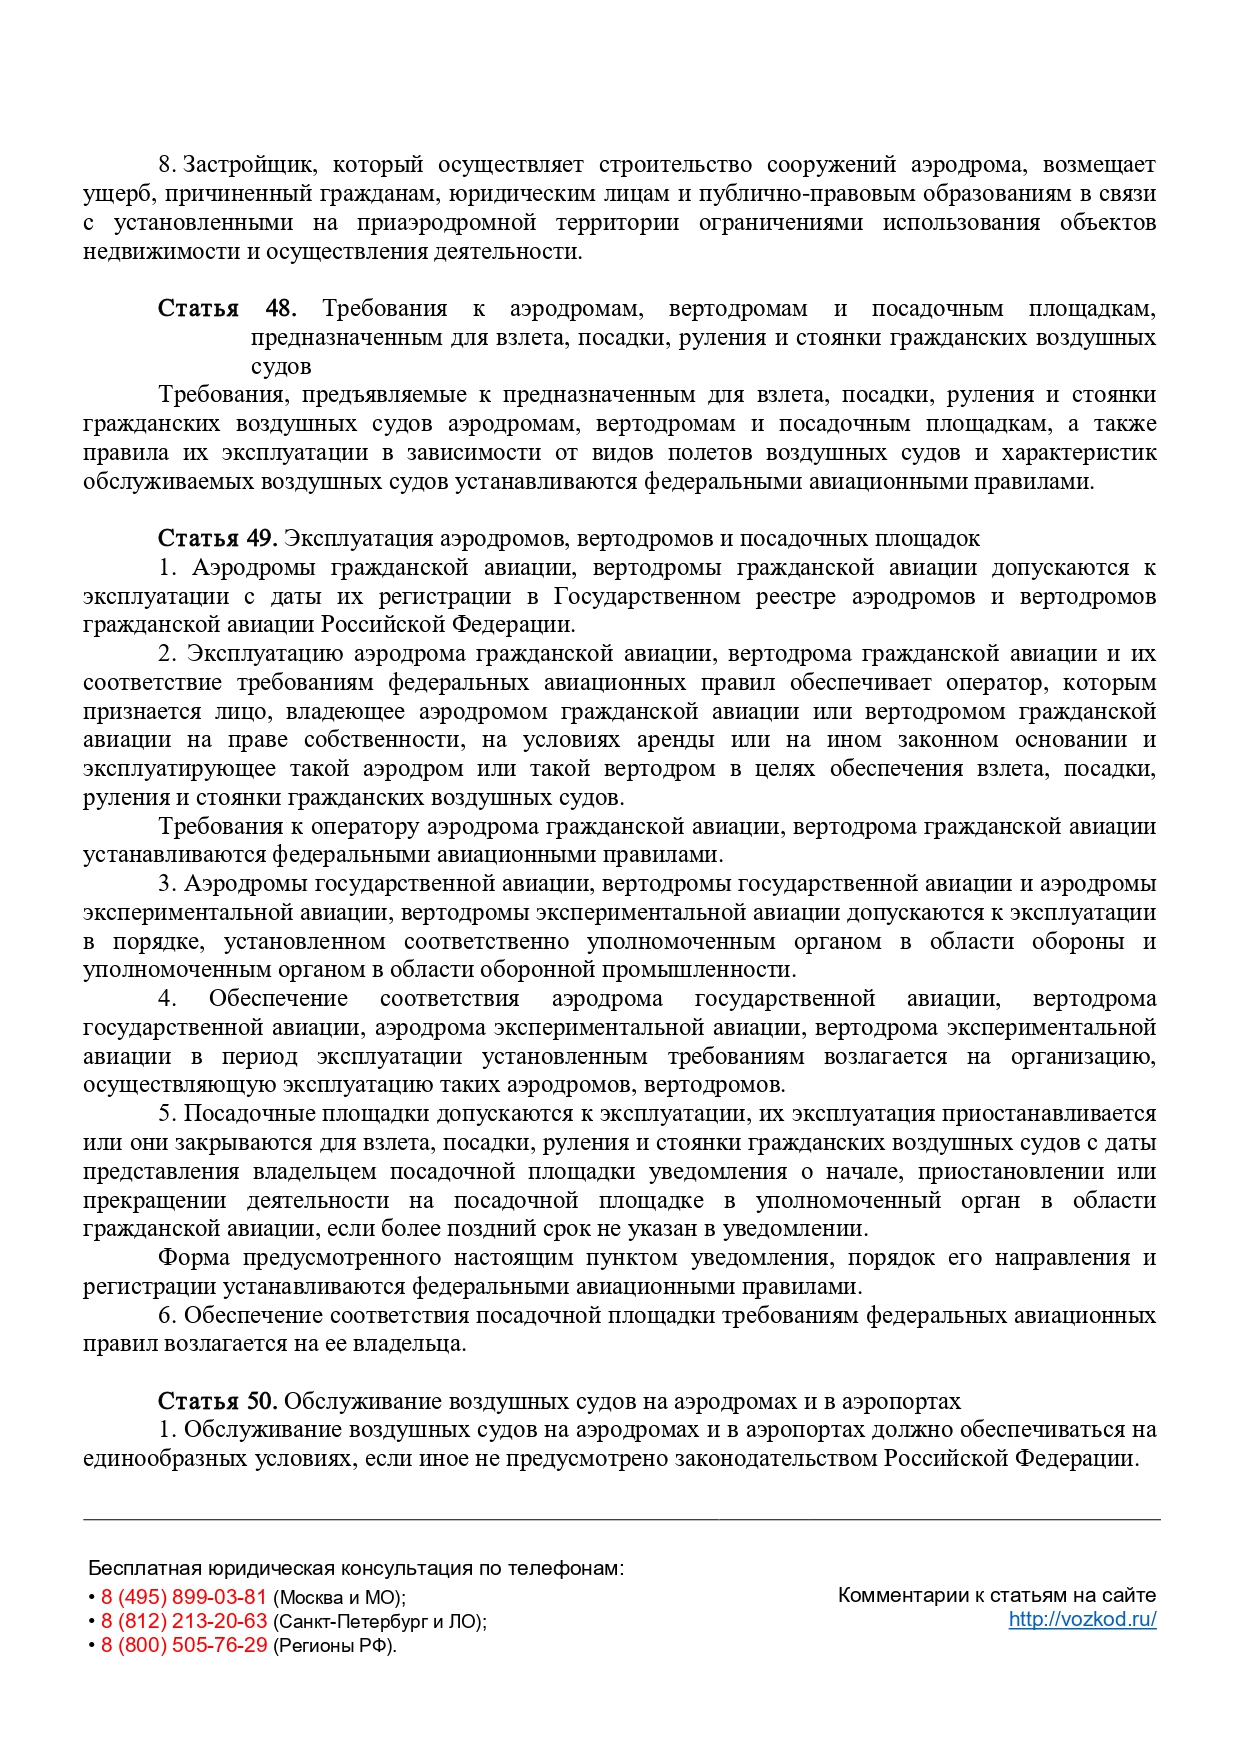 8. Застройщик, который осуществляет строительство сооружений аэродрома, возмещает
ущерб, причиненный гражданам, юридическим лицам и публично-правовым образованиям в связи
с установленными на приаэродромной территории ограничениями использования объектов
недвижимости и осуществления деятельности.
Статья 48. Требования к аэродромам, вертодромам и посадочным площадкам,
предназначенным для взлета, посадки, руления и стоянки гражданских воздушных
судов
Требования, предъявляемые к предназначенным для взлета, посадки, руления и стоянки
гражданских воздушных судов аэродромам, вертодромам и посадочным площадкам, а также
правила их эксплуатации в зависимости от видов полетов воздушных судов и характеристик
обслуживаемых воздушных судов устанавливаются федеральными авиационными правилами.
Статья 49. Эксплуатация аэродромов, вертодромов и посадочных площадок
1. Аэродромы гражданской авиации, вертодромы гражданской авиации допускаются к
эксплуатации с даты их регистрации в Государственном реестре аэродромов и вертодромов
гражданской авиации Российской Федерации.
2. Эксплуатацию аэродрома гражданской авиации, вертодрома гражданской авиации и их
соответствие требованиям федеральных авиационных правил обеспечивает оператор, которым
признается лицо, владеющее аэродромом гражданской авиации или вертодромом гражданской
авиации на праве собственности, на условиях аренды или на ином законном основании и
эксплуатирующее такой аэродром или такой вертодром в целях обеспечения взлета, посадки,
руления и стоянки гражданских воздушных судов.
Требования к оператору аэродрома гражданской авиации, вертодрома гражданской авиации
устанавливаются федеральными авиационными правилами.
3. Аэродромы государственной авиации, вертодромы государственной авиации и аэродромы
экспериментальной авиации, вертодромы экспериментальной авиации допускаются к эксплуатации
в порядке, установленном соответственно уполномоченным органом в области обороны и
уполномоченным органом в области оборонной промышленности.
4. Обеспечение соответствия аэродрома государственной авиации, вертодрома
государственной авиации, аэродрома экспериментальной авиации, вертодрома экспериментальной
авиации в период эксплуатации установленным требованиям возлагается на организацию,
осуществляющую эксплуатацию таких аэродромов, вертодромов.
5. Посадочные площадки допускаются к эксплуатации, их эксплуатация приостанавливается
или они закрываются для взлета, посадки, руления и стоянки гражданских воздушных судов с даты
представления владельцем посадочной площадки уведомления о начале, приостановлении или
прекращении деятельности на посадочной площадке в уполномоченный орган в области
гражданской авиации, если более поздний срок не указан в уведомлении.
Форма предусмотренного настоящим пунктом уведомления, порядок его направления и
регистрации устанавливаются федеральными авиационными правилами.
6. Обеспечение соответствия посадочной площадки требованиям федеральных авиационных
правил возлагается на ее владельца.
Статья 50. Обслуживание воздушных судов на аэродромах и в аэропортах
1. Обслуживание воздушных судов на аэродромах и в аэропортах должно обеспечиваться на
единообразных условиях, если иное не предусмотрено законодательством Российской Федерации.
Бесплатная юридическая консультация по телефонам:
• 8 (495) 899-03-81 (Москва и МО);
• 8 (812) 213-20-63 (Санкт-Петербург и ЛО);
• 8 (800) 505-76-29 (Регионы РФ).
Комментарии к статьям на сайте
http://vozkod.ru/